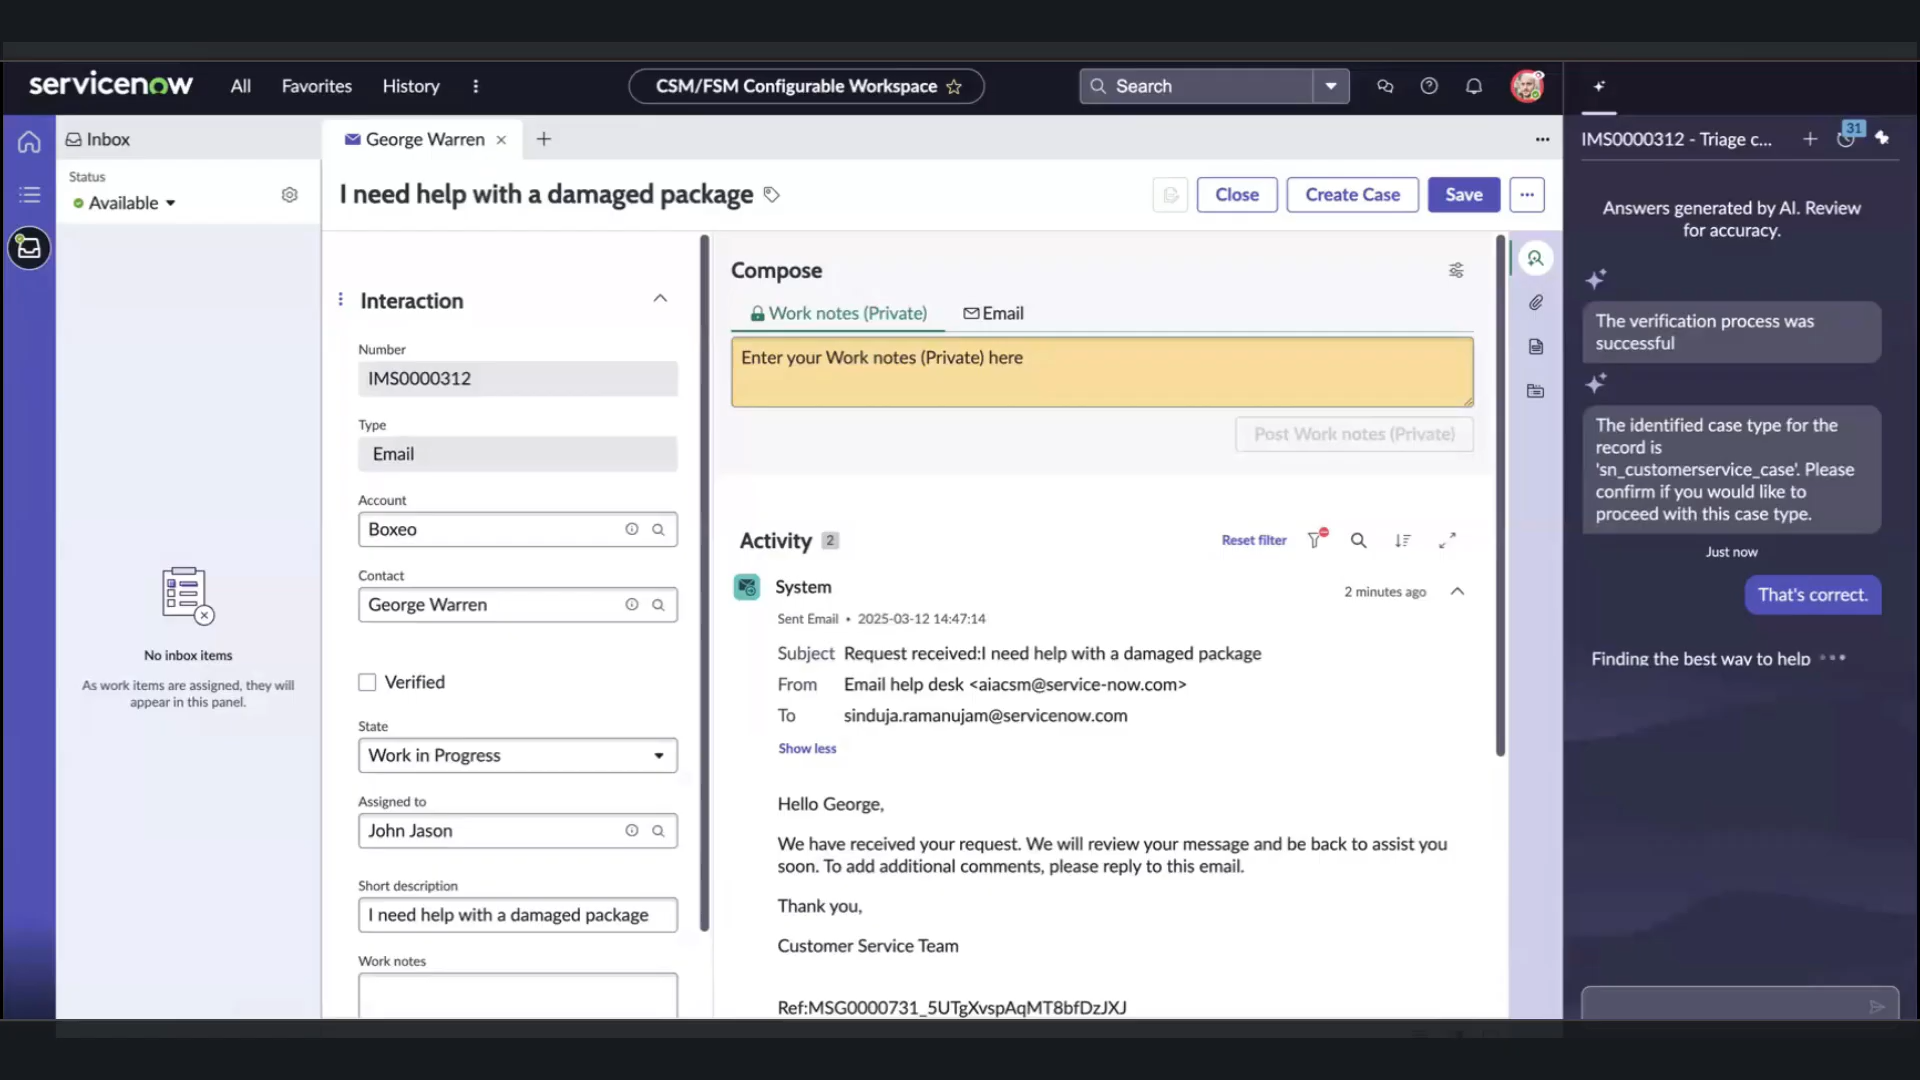 servicenow
All
Favorites
History
CSM/FSM Configurable Workspace
Search
Inbox
Status
Available
No inbox items
As work items are assigned, they will
appear in this panel.
George Warren
I need help with a damaged package
Close
Create Case
Save
Interaction
Number
IMS0000312
Type
Email
Account
Boxeo
Contact
George Warren
Verified
State
Work in Progress
Assigned to
John Jason
Short description
I need help with a damaged package
Work notes
Compose
Work notes (Private)
Email
Enter your Work notes (Private) here
Post Work notes (Private)
Activity 2
Reset filter
System
2 minutes ago
Sent Email • 2025-03-12 14:47:14
Subject Request received:I need help with a damaged package
From Email help desk <aiacsm@service-now.com>
To sinduja.ramanujam@servicenow.com
Show less
Hello George,
We have received your request. We will review your message and be back to assist you
soon. To add additional comments, please reply to this email.
Thank you,
Customer Service Team
Ref:MSG0000731_5UTgXvspAqMT8bfDzJXJ
IMS0000312 - Triage c...
31
Answers generated by AI. Review
for accuracy.
The verification process was
successful
The identified case type for the
record is
'sn_customerservice_case'. Please
confirm if you would like to
proceed with this case type.
Just now
That's correct.
Finding the best way to help